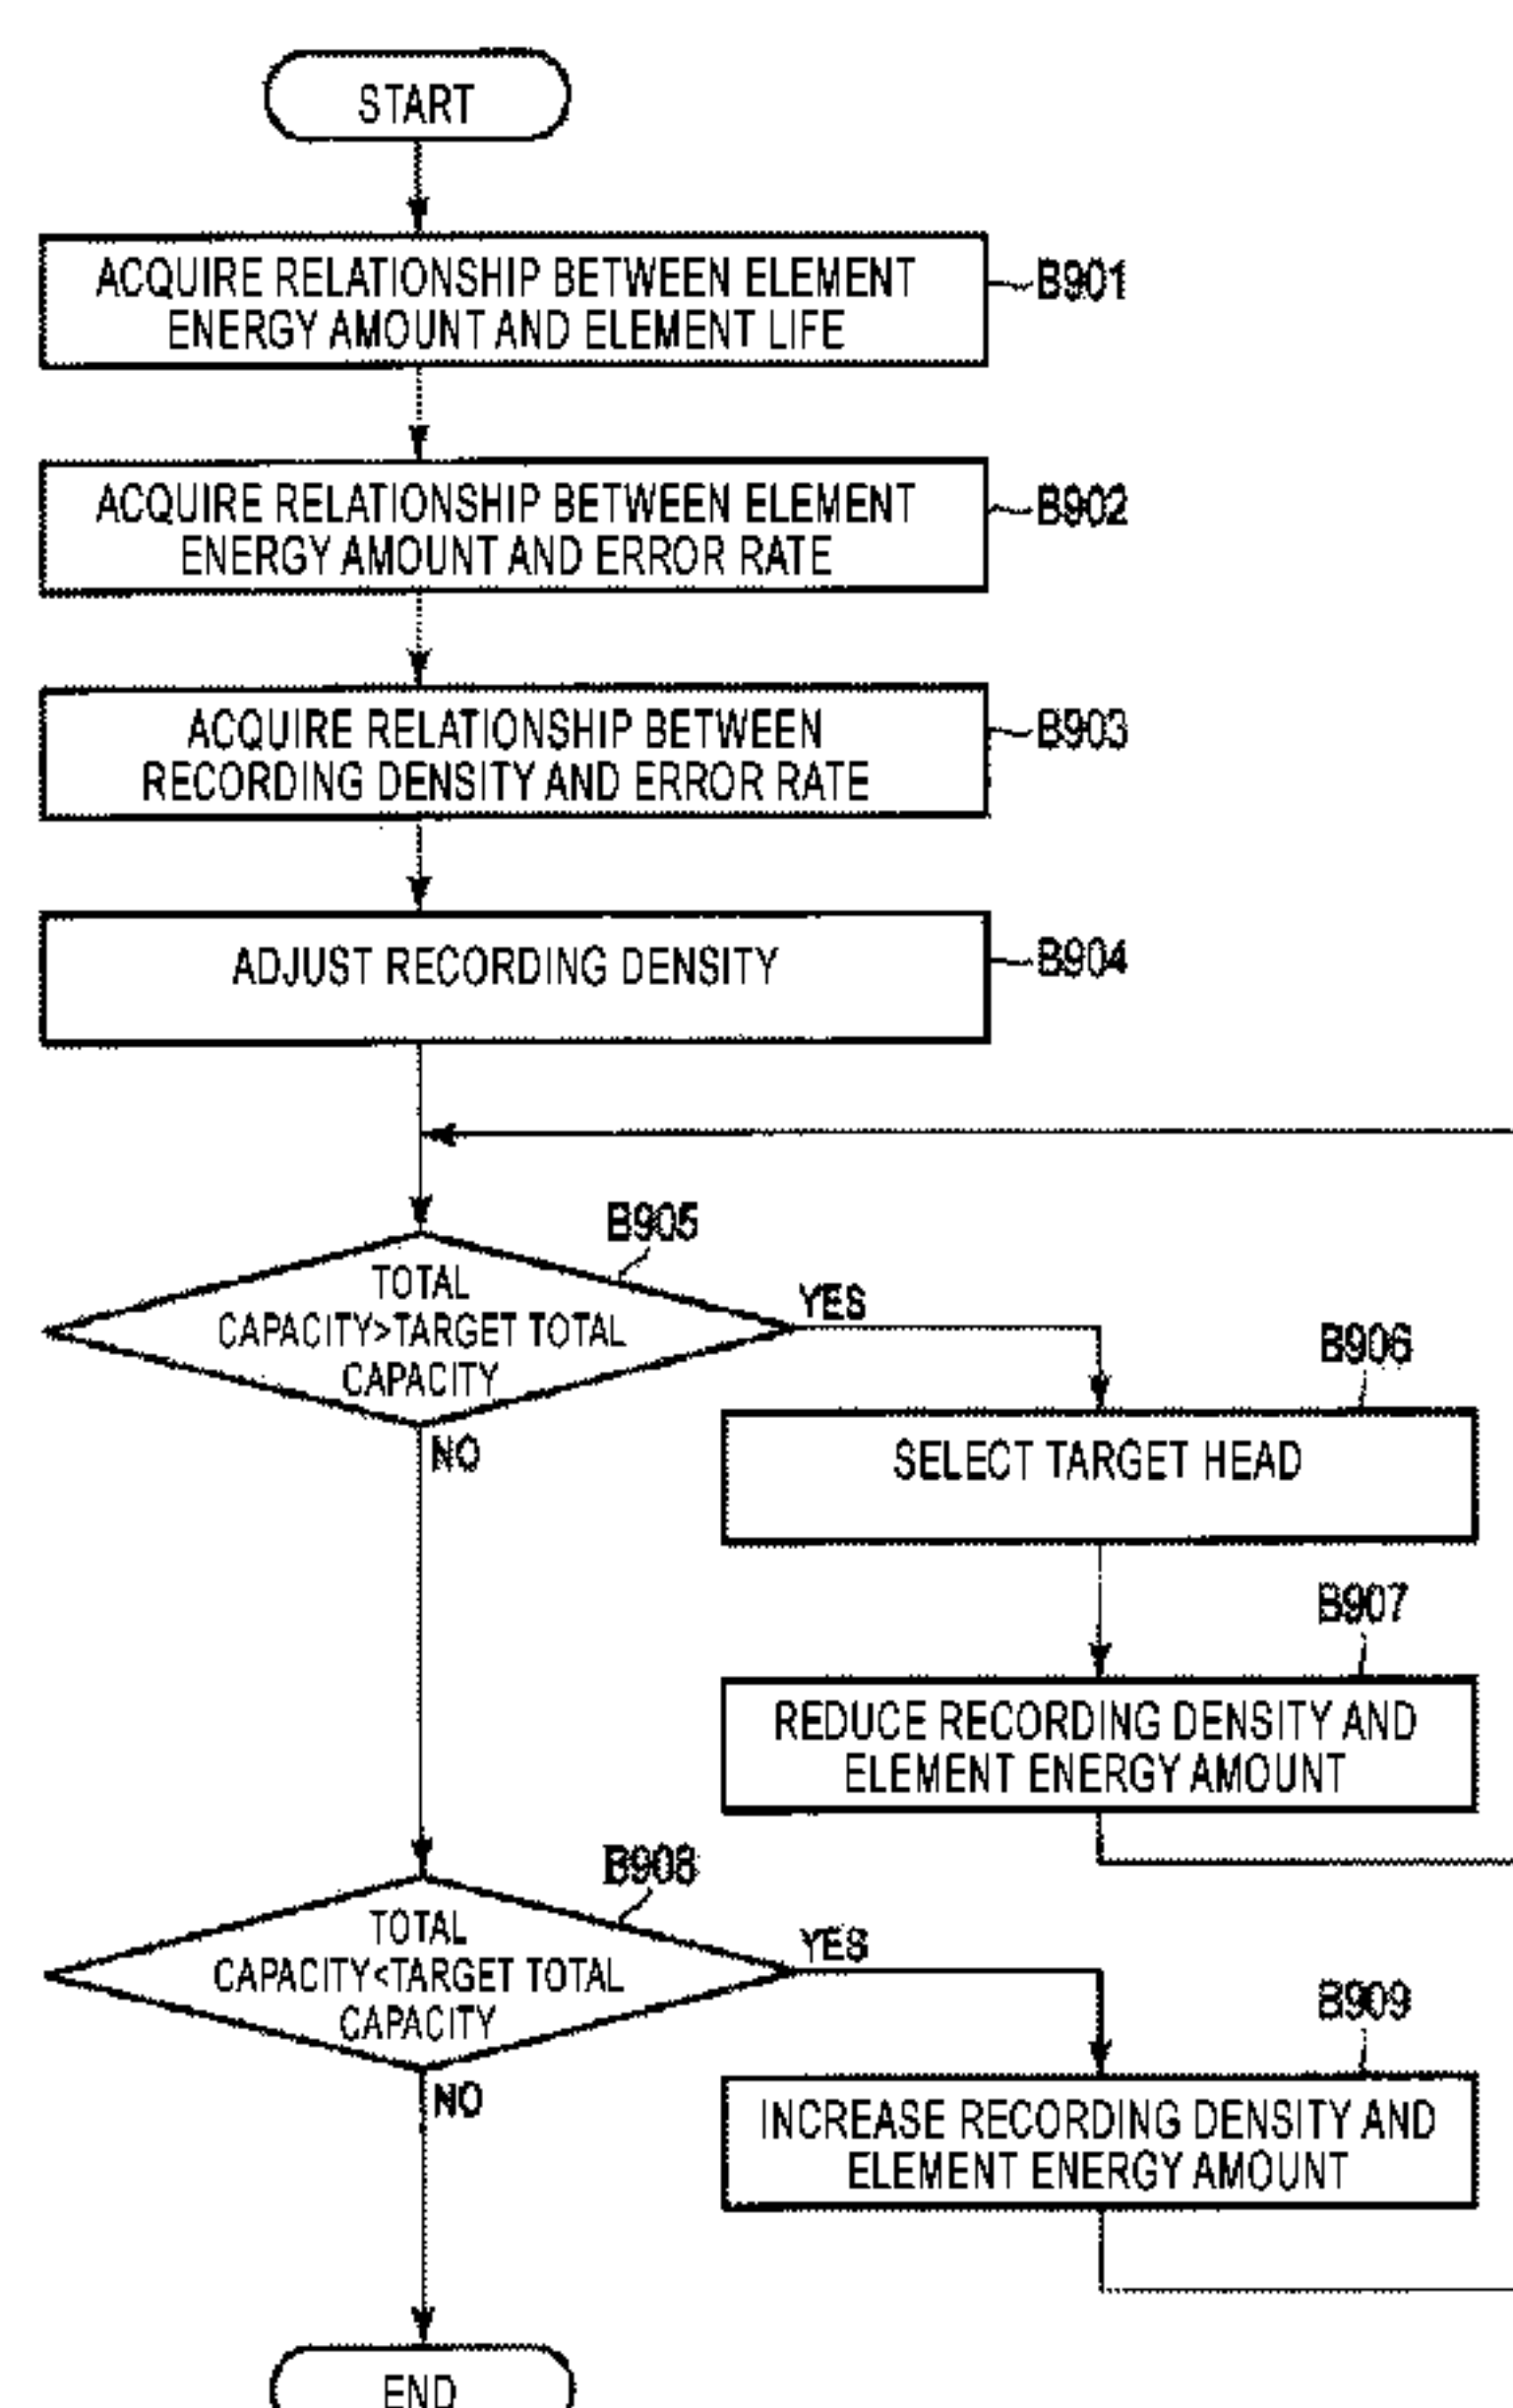 START
ACQUIRE RELATIONSHIP BETWEEN ELEMENT
ENERGY AMOUNT AND ELEMENT LIFE
B901
ACQUIRE RELATIONSHIP BETWEEN ELEMENT
ENERGY AMOUNT AND ERROR RATE
B902
ACQUIRE RELATIONSHIP BETWEEN
RECORDING DENSITY AND ERROR RATE
B903
ADJUST RECORDING DENSITY
B904
B905
TOTAL
CAPACITY>TARGET TOTAL
CAPACITY
YES
NO
B906
SELECT TARGET HEAD
B907
REDUCE RECORDING DENSITY AND
ELEMENT ENERGY AMOUNT
B908
TOTAL
CAPACITY<TARGET TOTAL
CAPACITY
YES
NO
B909
INCREASE RECORDING DENSITY AND
ELEMENT ENERGY AMOUNT
END